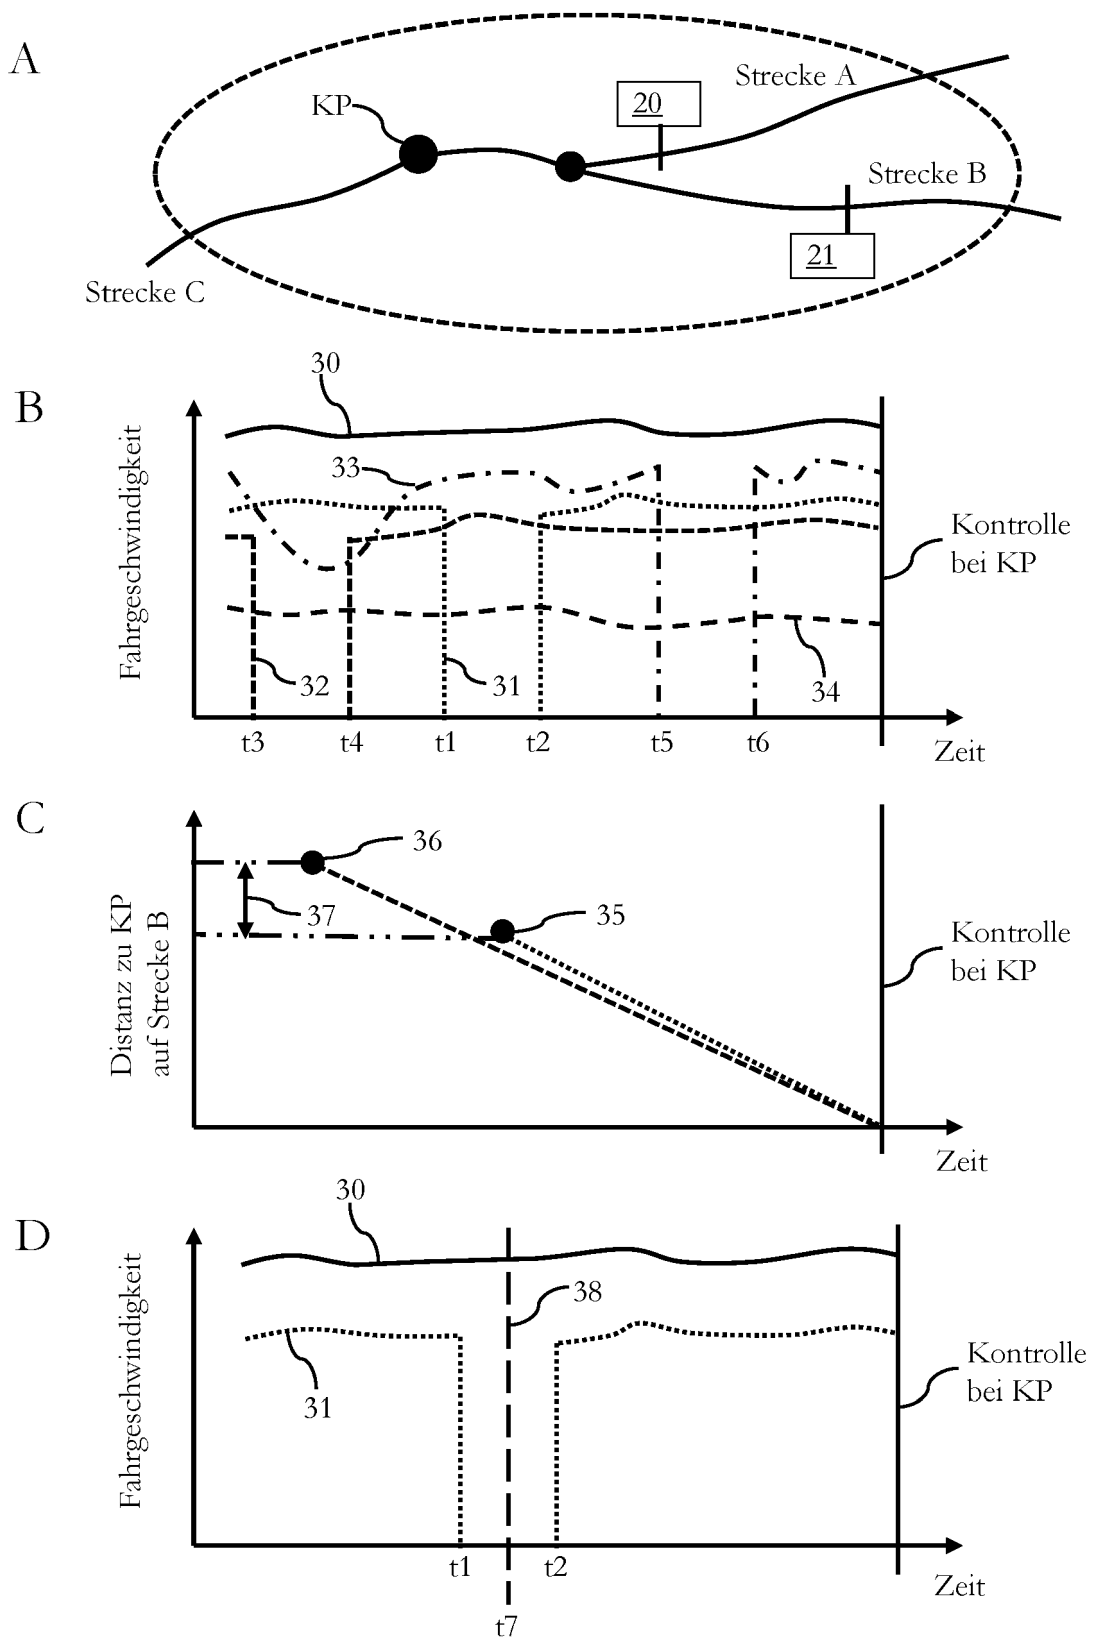 A
Strecke A
20
KP
Strecke B
21
Strecke C
B
30
Fahrgeschwindigkeit
33
Kontrolle
bei KP
32
31
34
t3
t4
t1
t2
t5
t6
Zeit
C
36
37
35
Distanz zu KP
auf Strecke B
Kontrolle
bei KP
Zeit
30
D
38
Fahrgeschwindigkeit
Kontrolle
bei KP
31
t1
t2
Zeit
t7